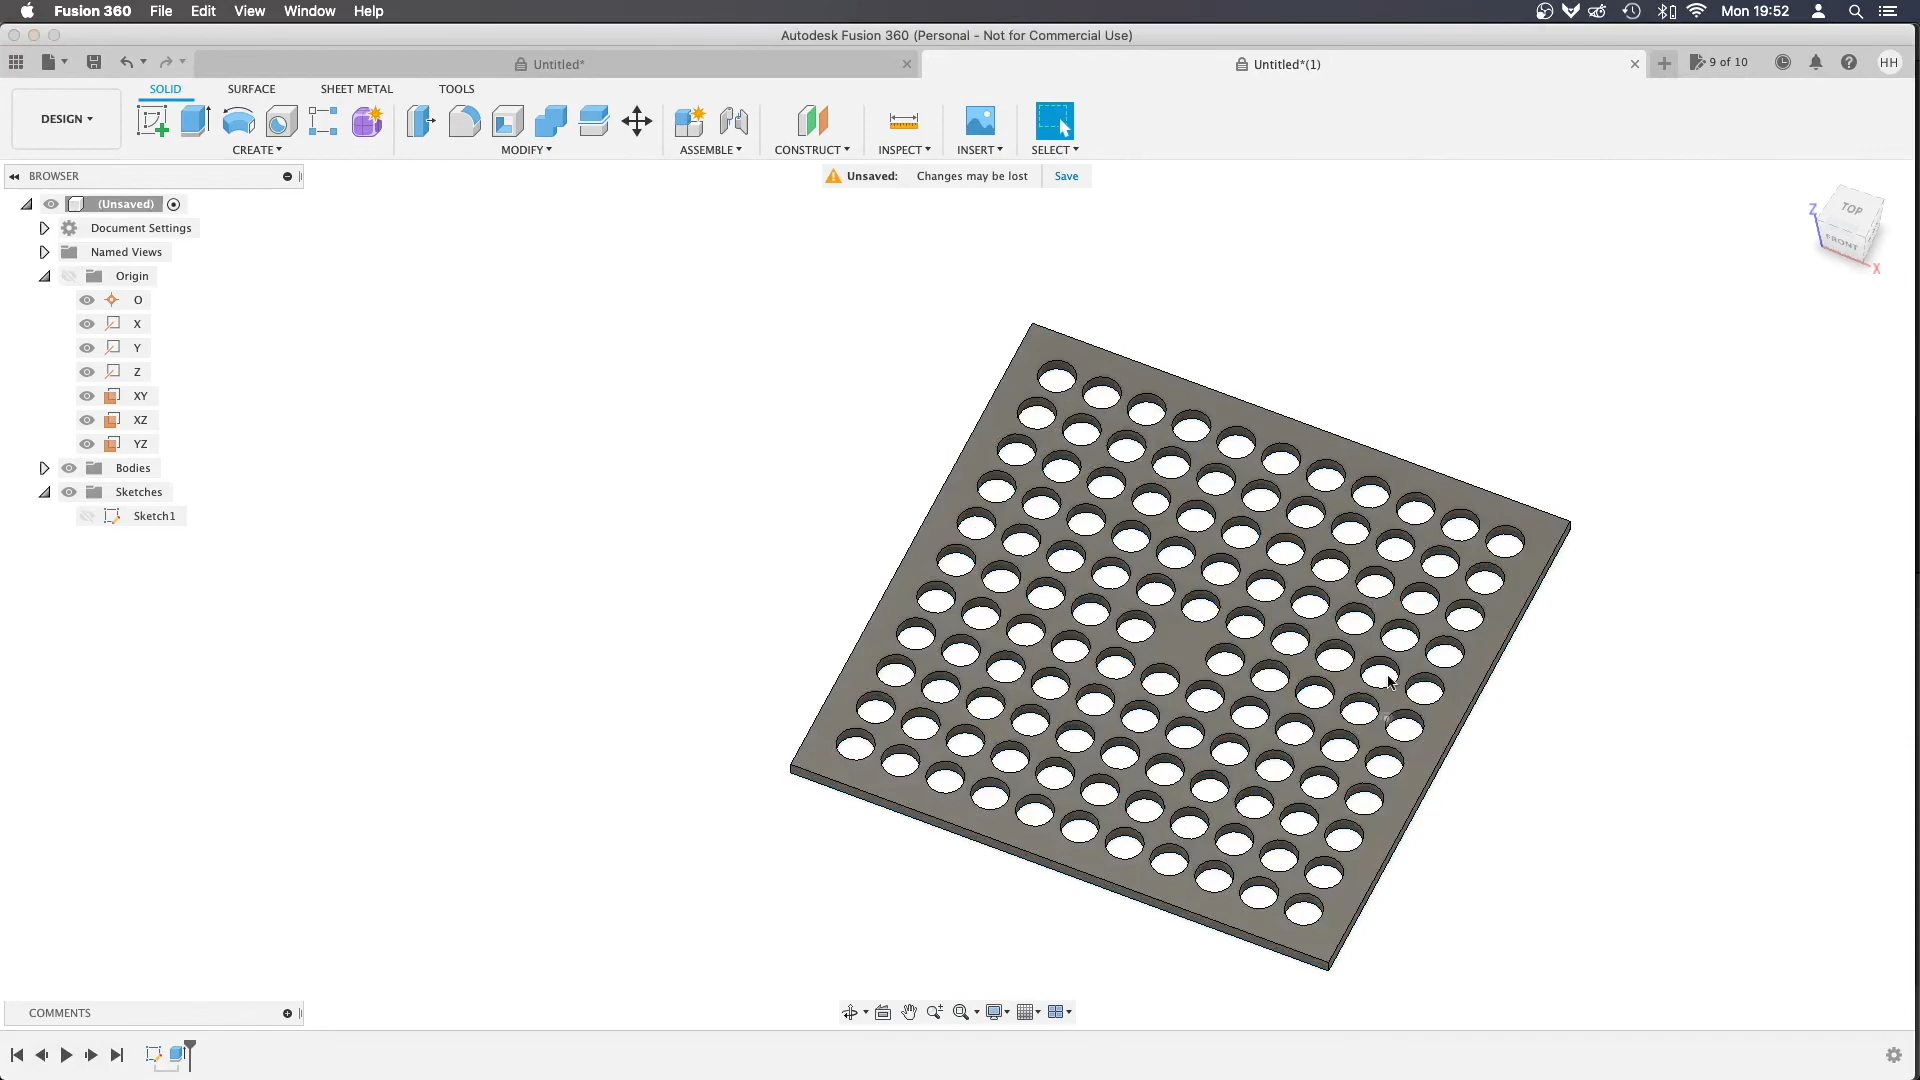 Fusion 360 File Edit View Window Help Mon 19:52
Autodesk Fusion 360 (Personal - Not for Commercial Use)
Untitled* Untitled*(1) 9 of 10 HH
SOLID SURFACE SHEET METAL TOOLS
DESIGN
CREATE MODIFY ASSEMBLE CONSTRUCT INSPECT INSERT SELECT
BROWSER
Unsaved: Changes may be lost Save
(Unsaved)
TOP
Z
FRONT
X
Document Settings
Named Views
Origin
O
X
Y
Z
XY
XZ
YZ
Bodies
Sketches
Sketch1
COMMENTS